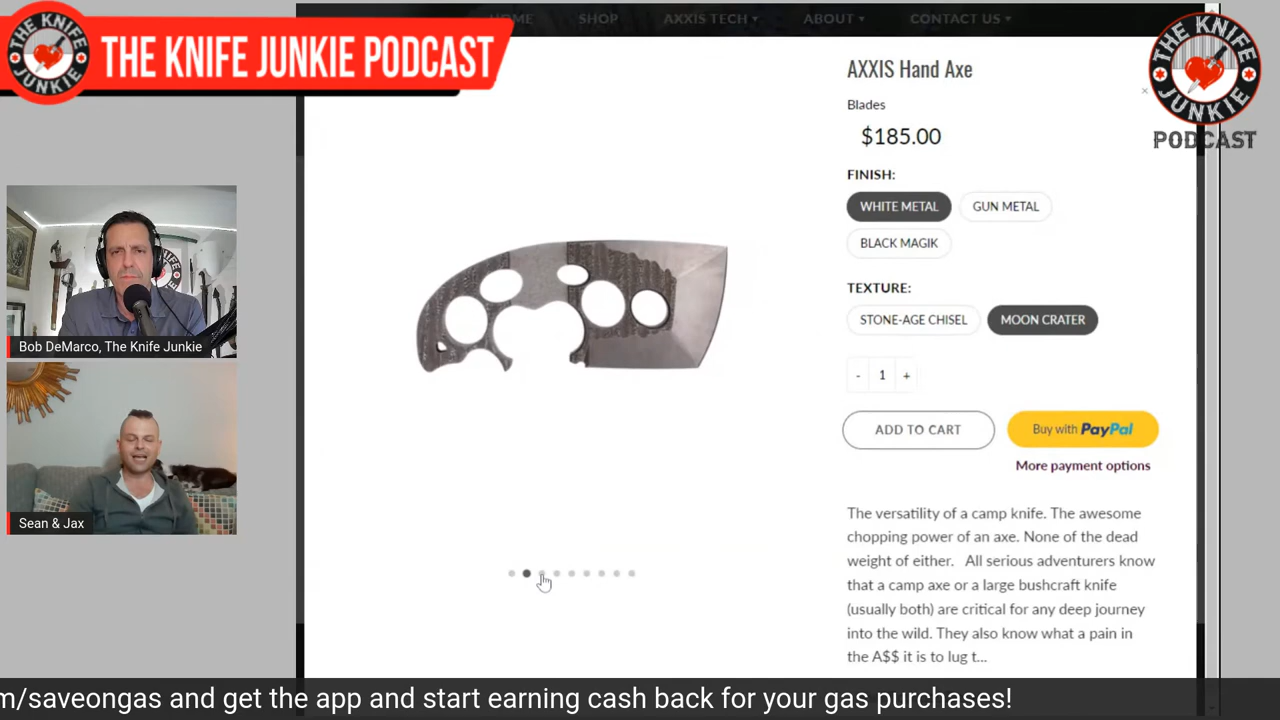 HOME SHOP AXXIS TECH ABOUT CONTACT US
THE KNIFE JUNKIE
THE KNIFE JUNKIE PODCAST
THE KNIFE JUNKIE
PODCAST
AXXIS Hand Axe
Blades
$185.00
FINISH:
WHITE METAL GUN METAL
BLACK MAGIK
TEXTURE:
STONE-AGE CHISEL MOON CRATER
- 1 +
ADD TO CART Buy with PayPal
More payment options
The versatility of a camp knife. The awesome
chopping power of an axe. None of the dead
weight of either. All serious adventurers know
that a camp axe or a large bushcraft knife
(usually both) are critical for any deep journey
into the wild. They also know what a pain in
the A$$ it is to lug t...
Bob DeMarco, The Knife Junkie
Sean & Jax
m/saveongas and get the app and start earning cash back for your gas purchases!